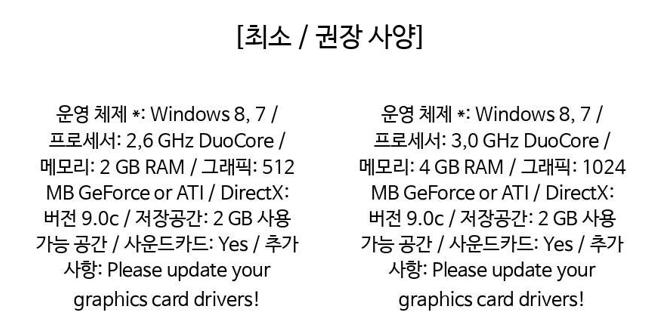 [최소 / 권장 사양]
운영 체제 *: Windows 8, 7 /
프로세서: 2,6 GHz DuoCore /
메모리: 2 GB RAM / 그래픽: 512
MB GeForce or ATI / DirectX:
버전 9.0c / 저장공간: 2 GB 사용
가능 공간 / 사운드카드: Yes / 추가
사항: Please update your
graphics card drivers!
운영 체제 *: Windows 8, 7 /
프로세서: 3,0 GHz DuoCore /
메모리: 4 GB RAM / 그래픽: 1024
MB GeForce or ATI / DirectX:
버전 9.0c / 저장공간: 2 GB 사용
가능 공간 / 사운드카드: Yes / 추가
사항: Please update your
graphics card drivers!